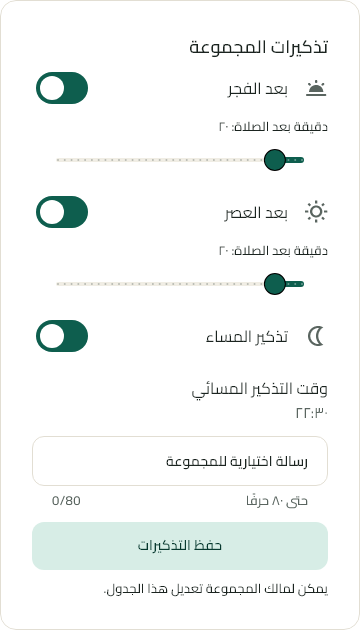 تذكيرات المجموعة
بعد الفجر
دقيقة بعد الصلاة: ٢٠
بعد العصر
دقيقة بعد الصلاة: ٢٠
تذكير المساء
وقت التذكير المسائي
٢٢:٣٠
رسالة اختيارية للمجموعة
حتى ٨٠ حرفًا
0/80
حفظ التذكيرات
يمكن لمالك المجموعة تعديل هذا الجدول.